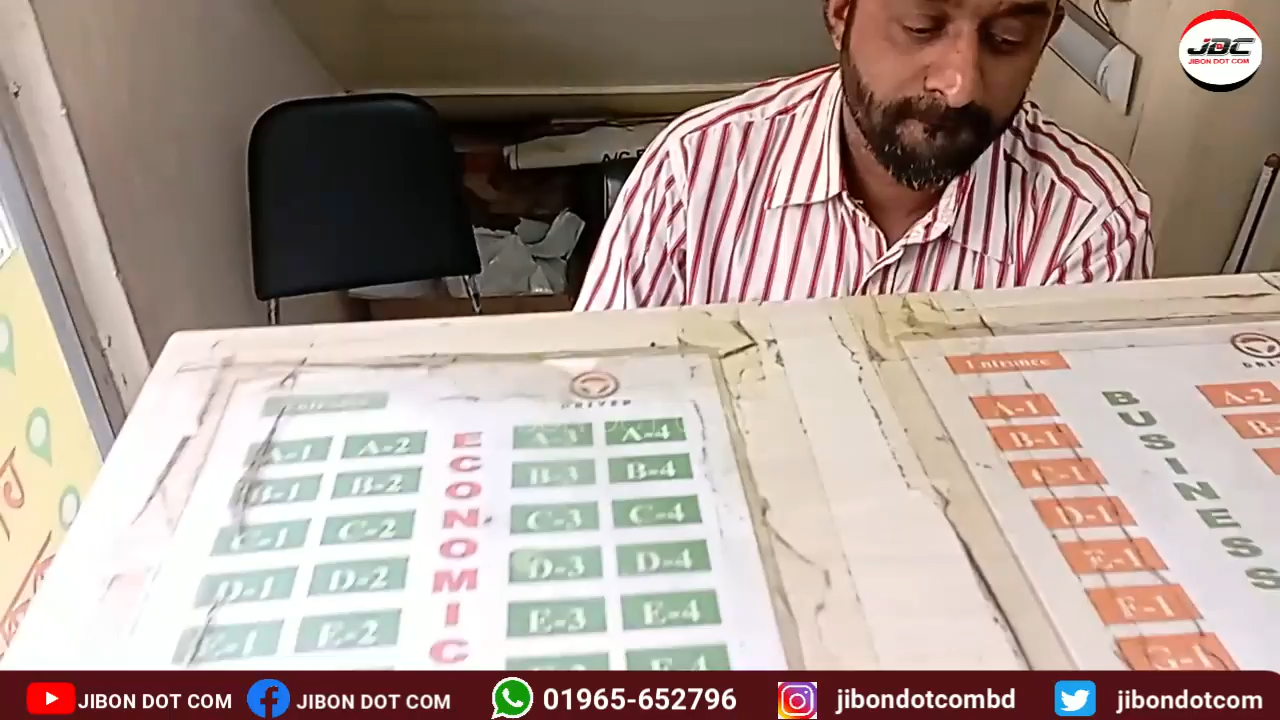 JDC
JIBON DOT COM
A/C
Entrance
DRIVER
A-1 A-2 A-3 A-4
B-1 B-2 B-3 B-4
C-1 C-2 C-3 C-4
D-1 D-2 D-3 D-4
E-1 E-2 E-3 E-4
F-4
ECONOMIC
Entrance
A-1 A-2
B-1
C-1
D-1
E-1
F-1
G-1
BUSINESS
JIBON DOT COM JIBON DOT COM 01965-652796 jibondotcombd jibondotcom